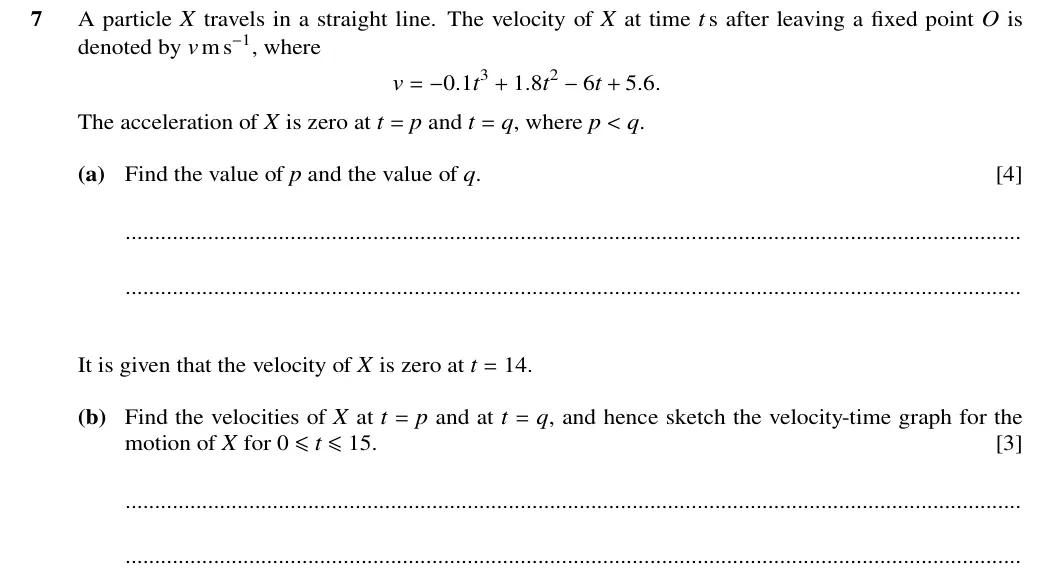 7 A particle X travels in a straight line. The velocity of X at time t s after leaving a fixed point O is
denoted by v m s⁻¹, where
v = −0.1t³ + 1.8t² − 6t + 5.6.
The acceleration of X is zero at t = p and t = q, where p < q.
(a) Find the value of p and the value of q. [4]
It is given that the velocity of X is zero at t = 14.
(b) Find the velocities of X at t = p and at t = q, and hence sketch the velocity-time graph for the
motion of X for 0 ⩽ t ⩽ 15. [3]